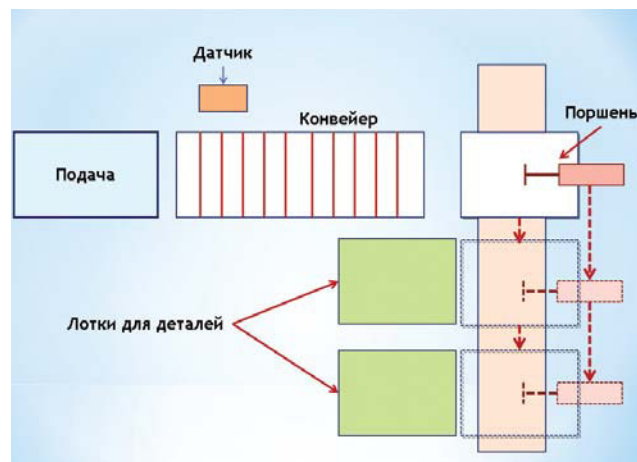 Датчик
Конвейер
Поршень
Подача
Лотки для деталей